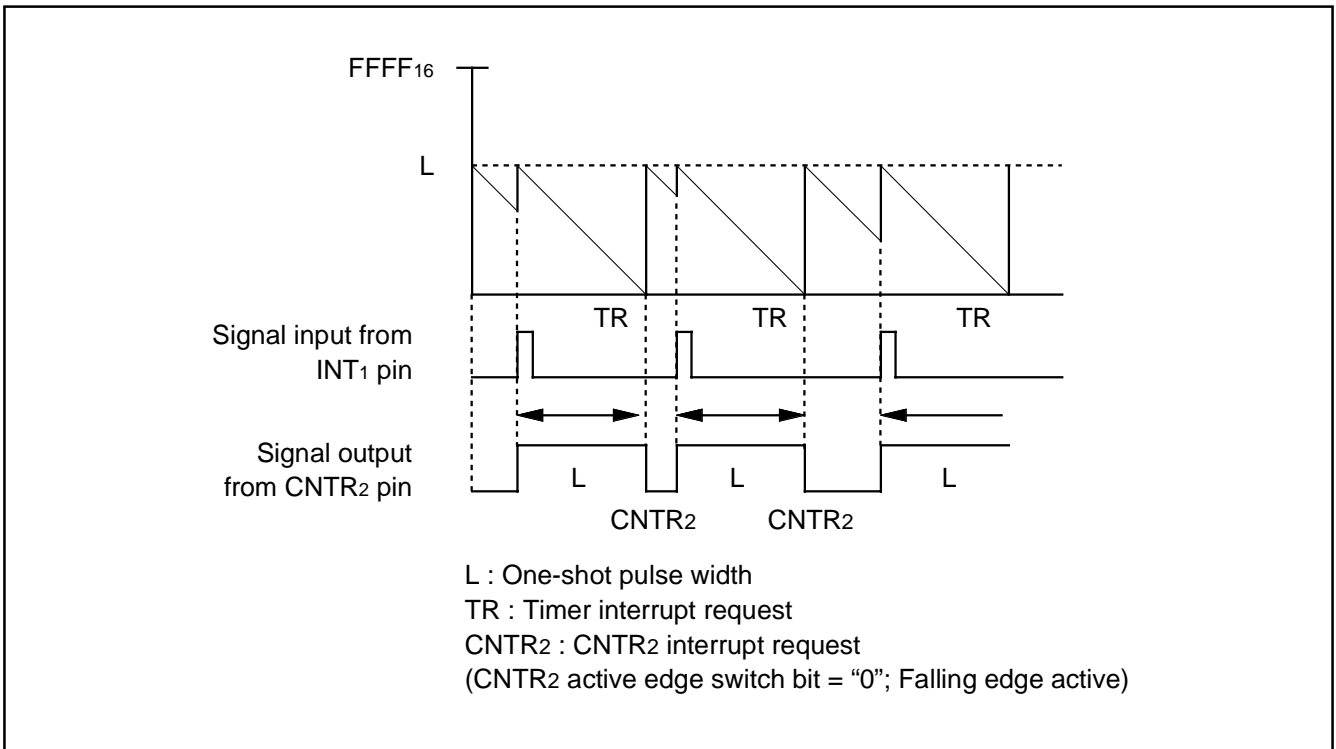 FFFF16
L
TR TR TR
Signal input from
INT1 pin
Signal output
from CNTR2 pin
L L L
CNTR2 CNTR2
L : One-shot pulse width
TR : Timer interrupt request
CNTR2 : CNTR2 interrupt request
(CNTR2 active edge switch bit = “0”; Falling edge active)